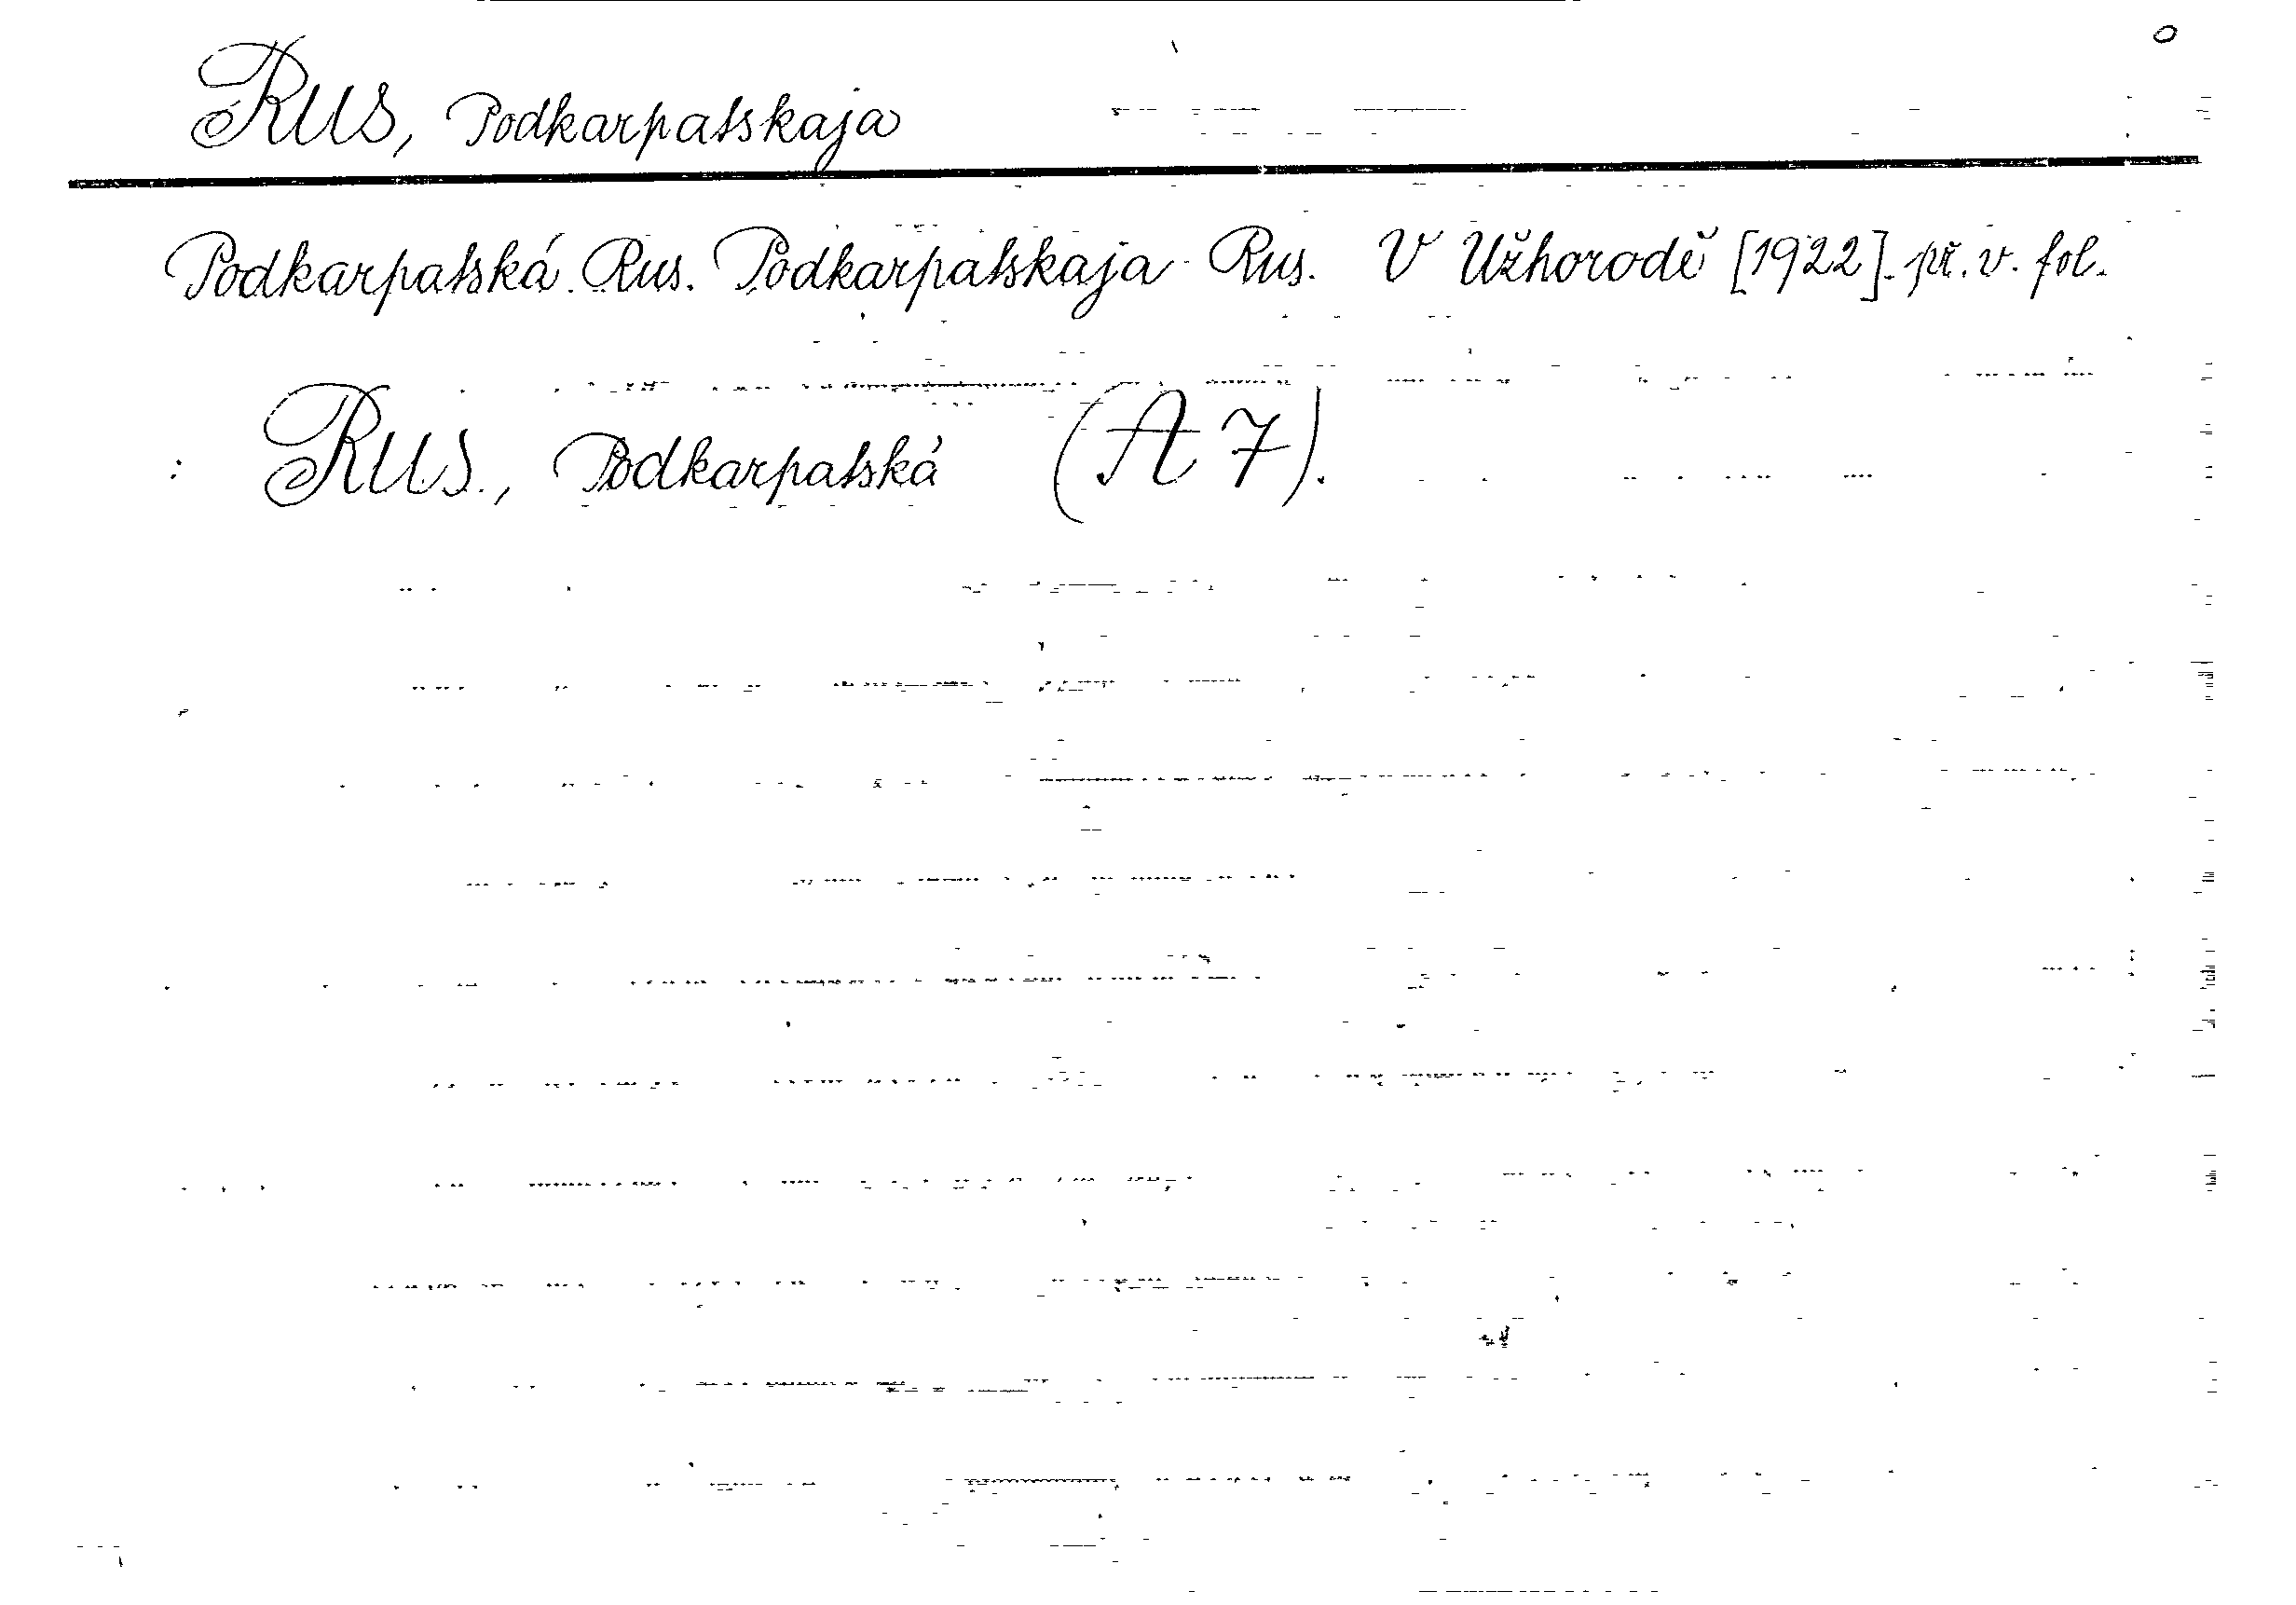 RUS, Podkarpatskaja
Podkarpatská Rus. Podkarpatskaja Rus. V Užhorodě [1922]. př. v. fol.
: RUS., Podkarpatská (A 7).